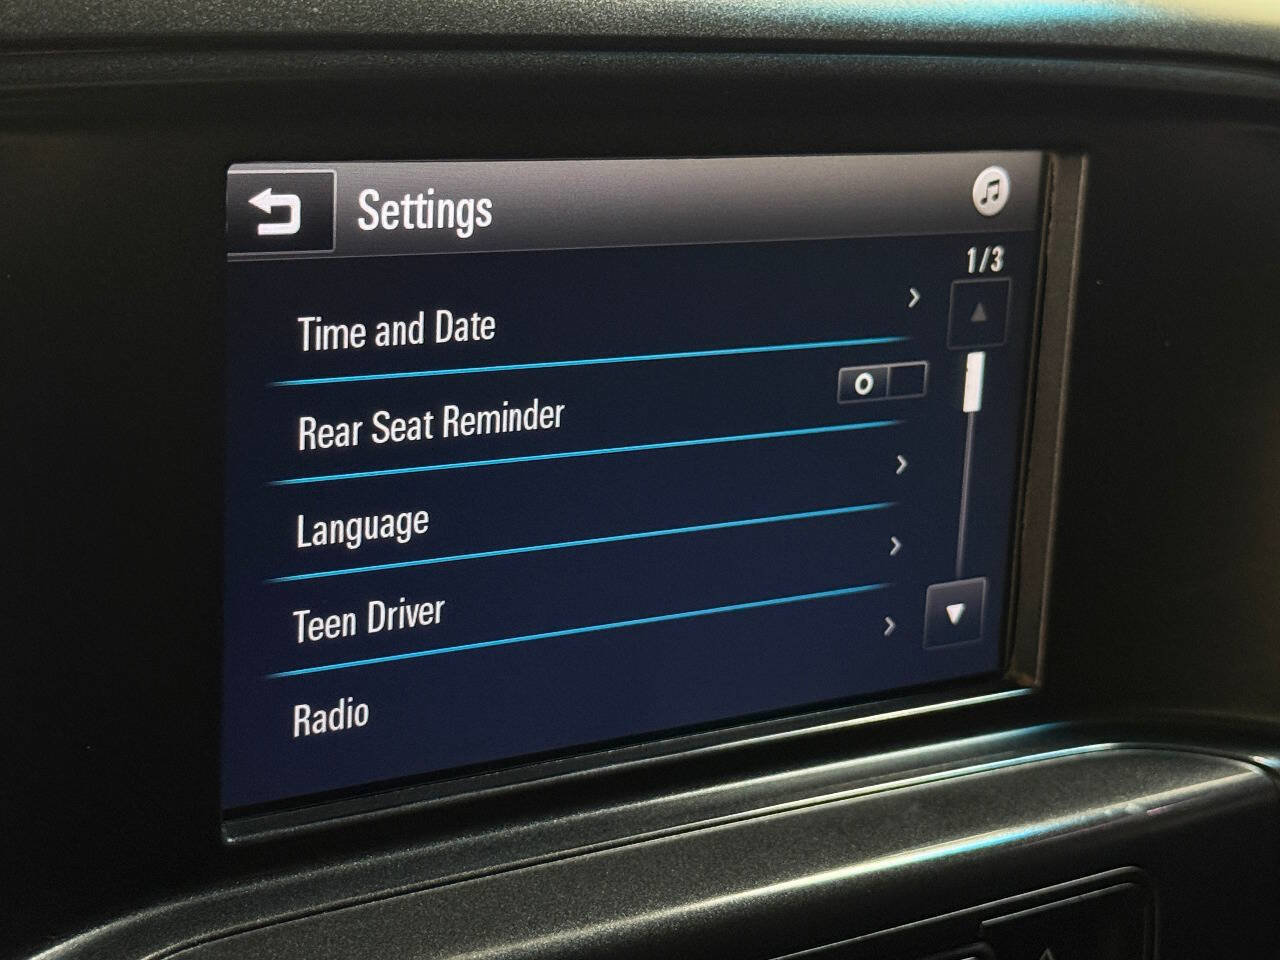 Settings
1/3
Time and Date
Rear Seat Reminder
Language
Teen Driver
Radio